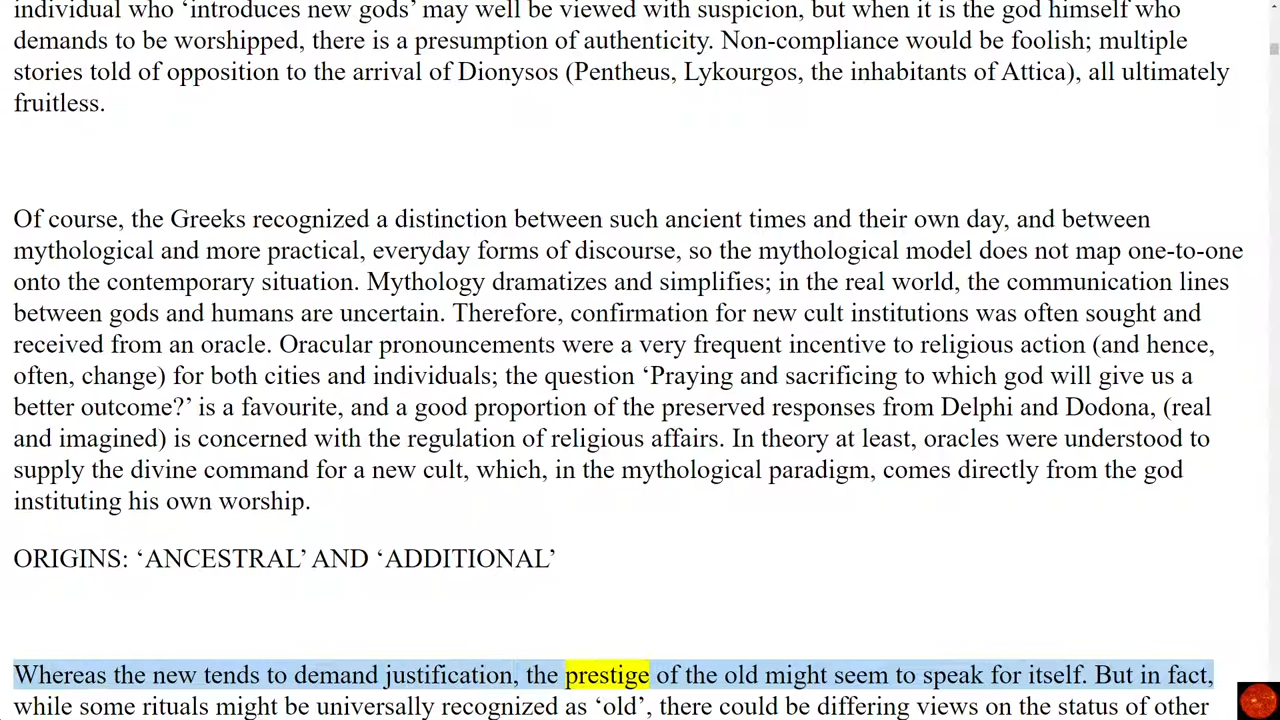 individual who ‘introduces new gods’ may well be viewed with suspicion, but when it is the god himself who
demands to be worshipped, there is a presumption of authenticity. Non-compliance would be foolish; multiple
stories told of opposition to the arrival of Dionysos (Pentheus, Lykourgos, the inhabitants of Attica), all ultimately
fruitless.
Of course, the Greeks recognized a distinction between such ancient times and their own day, and between
mythological and more practical, everyday forms of discourse, so the mythological model does not map one-to-one
onto the contemporary situation. Mythology dramatizes and simplifies; in the real world, the communication lines
between gods and humans are uncertain. Therefore, confirmation for new cult institutions was often sought and
received from an oracle. Oracular pronouncements were a very frequent incentive to religious action (and hence,
often, change) for both cities and individuals; the question ‘Praying and sacrificing to which god will give us a
better outcome?’ is a favourite, and a good proportion of the preserved responses from Delphi and Dodona, (real
and imagined) is concerned with the regulation of religious affairs. In theory at least, oracles were understood to
supply the divine command for a new cult, which, in the mythological paradigm, comes directly from the god
instituting his own worship.
ORIGINS: ‘ANCESTRAL’ AND ‘ADDITIONAL’
Whereas the new tends to demand justification, the prestige of the old might seem to speak for itself. But in fact,
while some rituals might be universally recognized as ‘old’, there could be differing views on the status of other